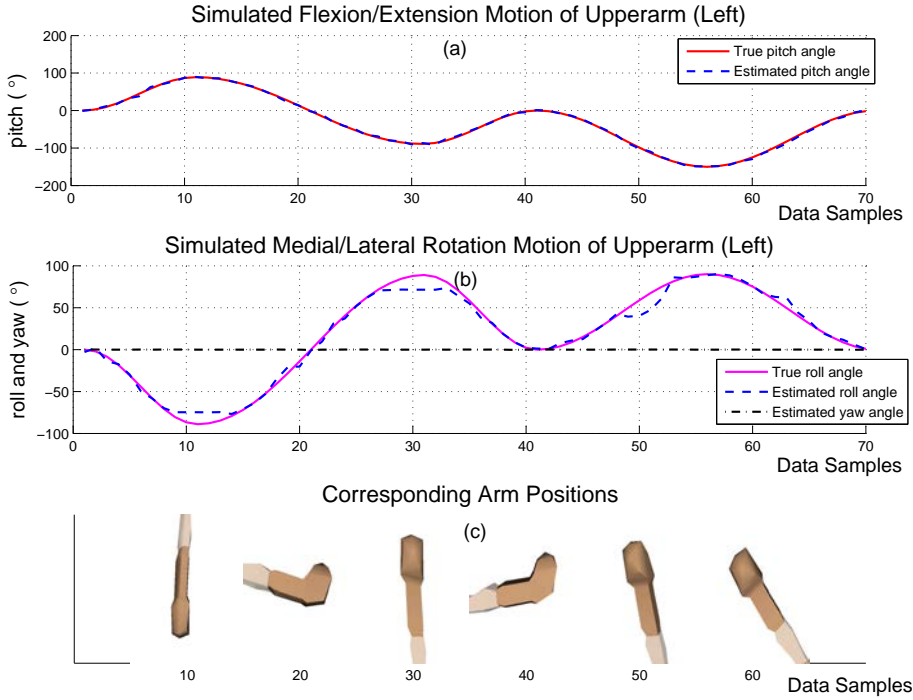 Simulated Flexion/Extension Motion of Upperarm (Left)
(a)
200
100
0
−100
−200
pitch ( °)
True pitch angle
Estimated pitch angle
0 10 20 30 40 50 60 70
Data Samples
Simulated Medial/Lateral Rotation Motion of Upperarm (Left)
(b)
100
50
0
−50
−100
roll and yaw ( °)
True roll angle
Estimated roll angle
Estimated yaw angle
0 10 20 30 40 50 60 70
Data Samples
Corresponding Arm Positions
(c)
10 20 30 40 50 60
Data Samples